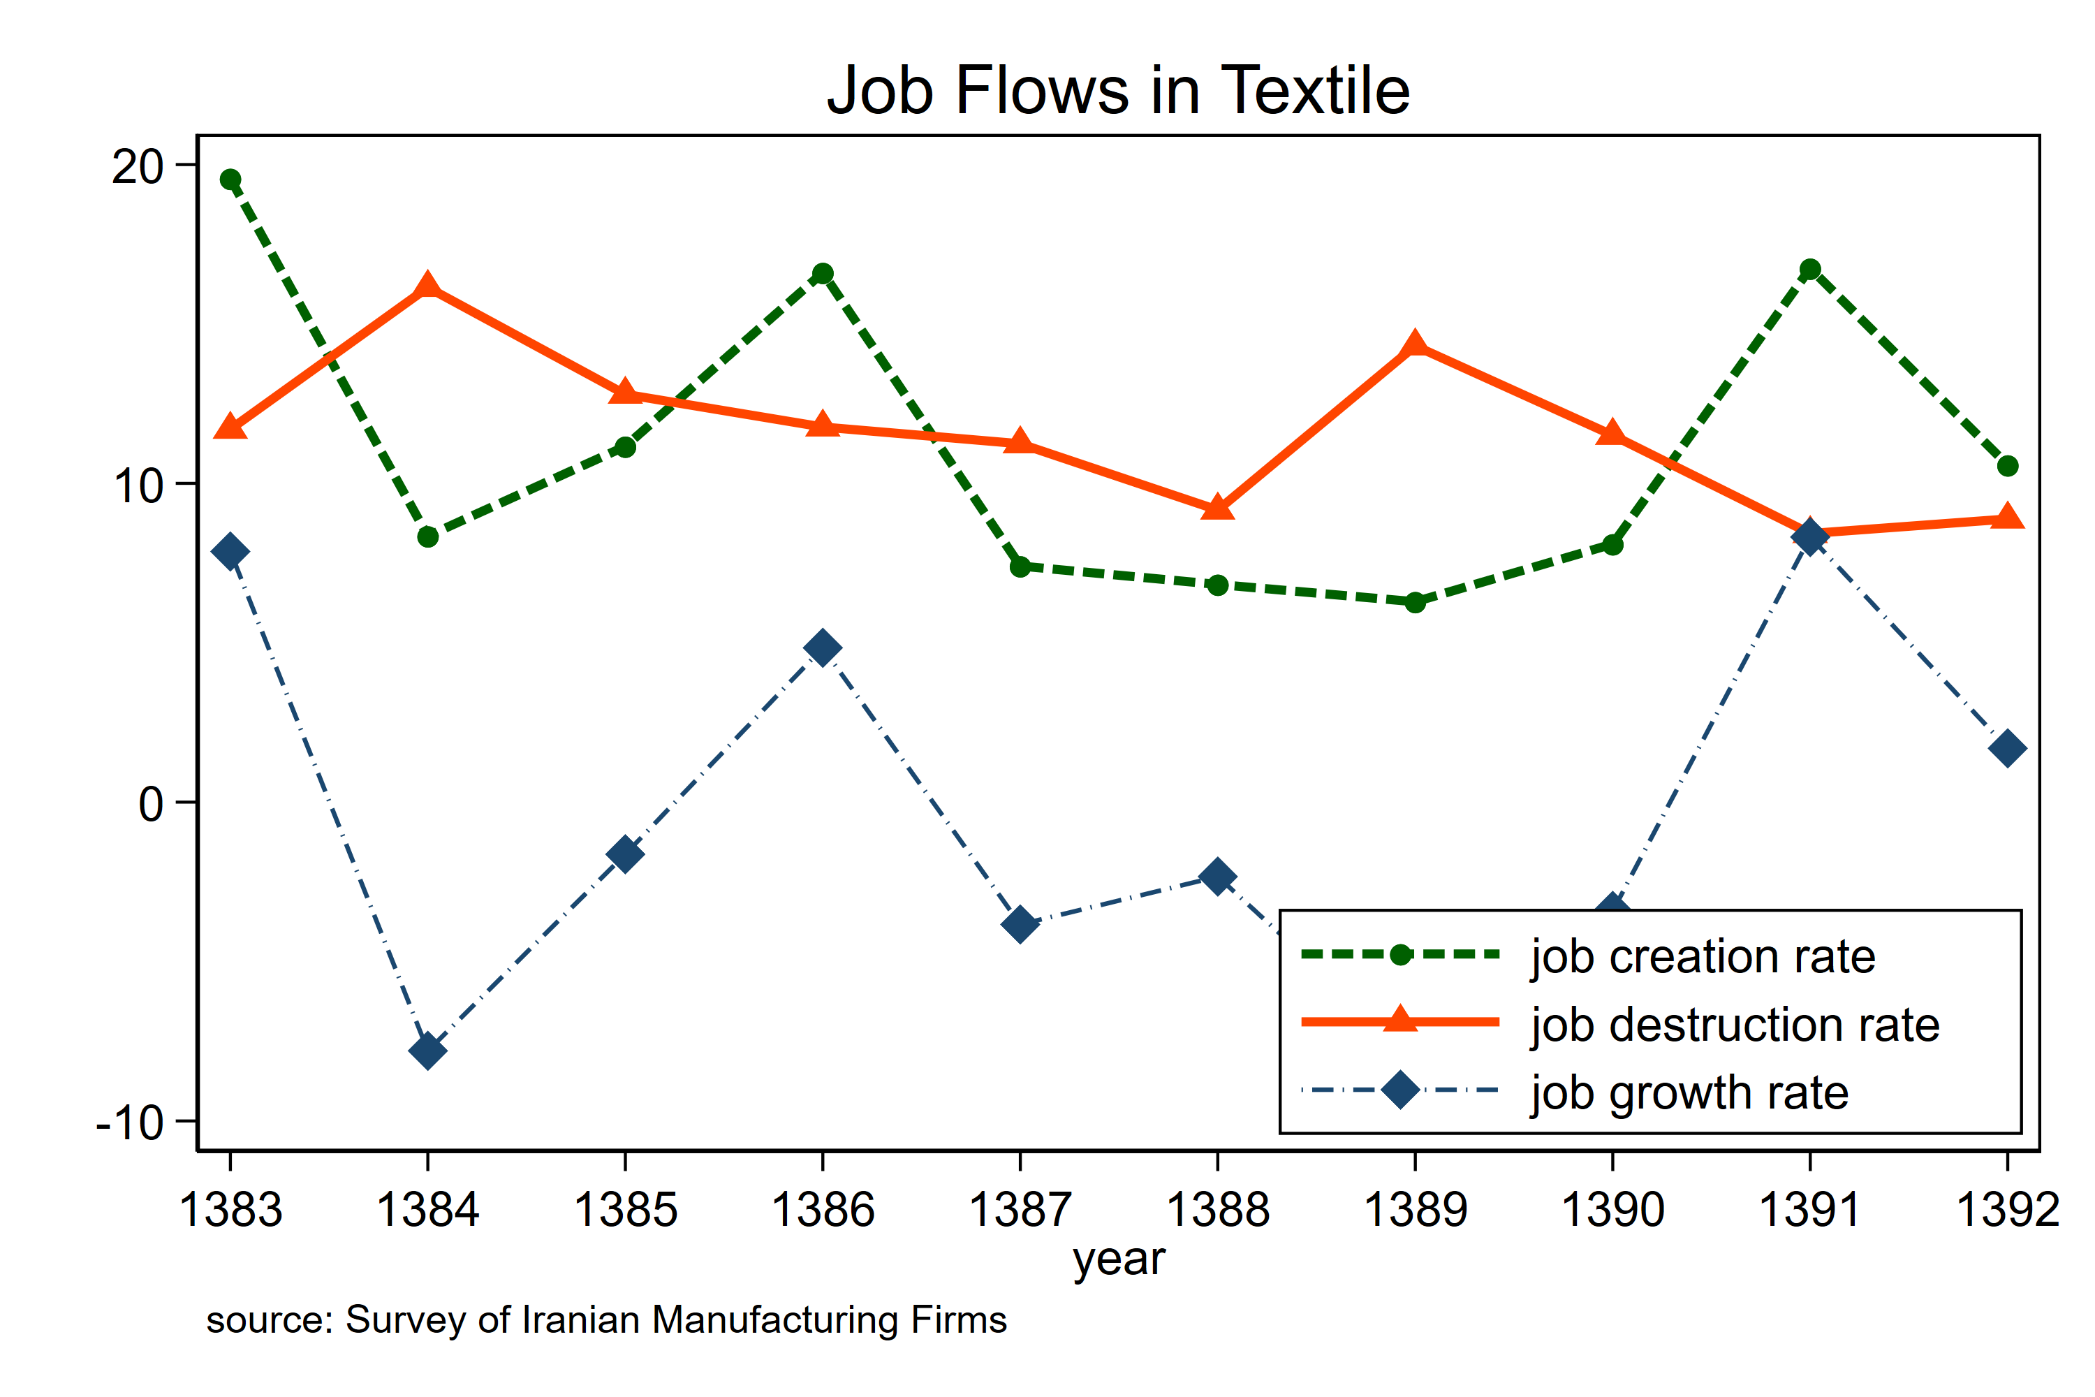 Job Flows in Textile
20
10
0
-10
job creation rate
job destruction rate
job growth rate
1383 1384 1385 1386 1387 1388 1389 1390 1391 1392
year
source: Survey of Iranian Manufacturing Firms